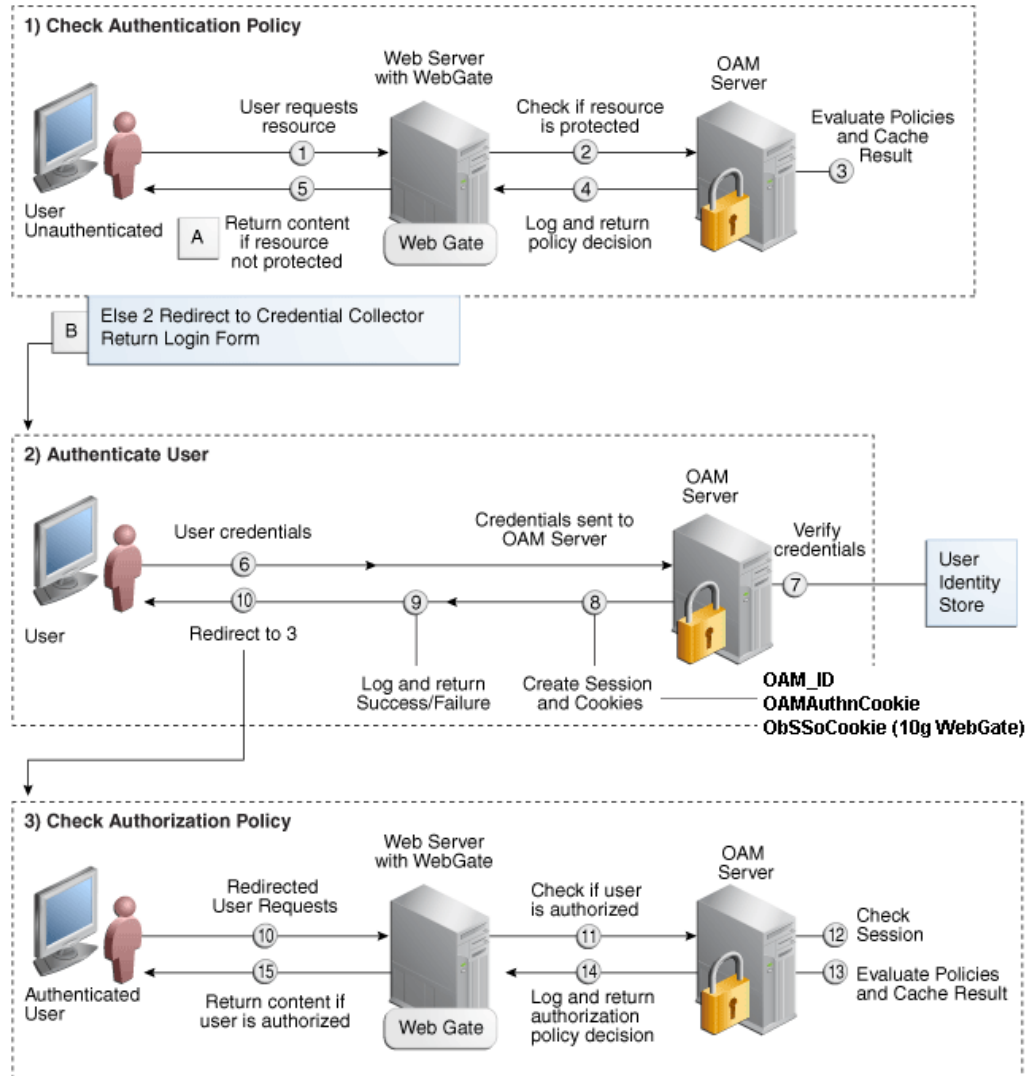 1) Check Authentication Policy
Web Server
with WebGate
OAM
Server
User requests
resource
Check if resource
is protected
Evaluate Policies
and Cache
Result
1
2
3
5
4
User
Unauthenticated
A
Return content
if resource
not protected
Web Gate
Log and return
policy decision
B
Else 2 Redirect to Credential Collector
Return Login Form
2) Authenticate User
OAM
Server
User credentials
Credentials sent to
OAM Server
Verify
credentials
User
Identity
Store
6
7
10
9
8
User
Redirect to 3
Log and return
Success/Failure
Create Session
and Cookies
OAM_ID
OAMAuthnCookie
ObSSoCookie (10g WebGate)
3) Check Authorization Policy
Web Server
with WebGate
OAM
Server
Redirected
User Requests
Check if user
is authorized
10
11
12
Check
Session
15
14
13
Evaluate Policies
and Cache Result
Authenticated
User
Return content if
user is authorized
Web Gate
Log and return
authorization
policy decision